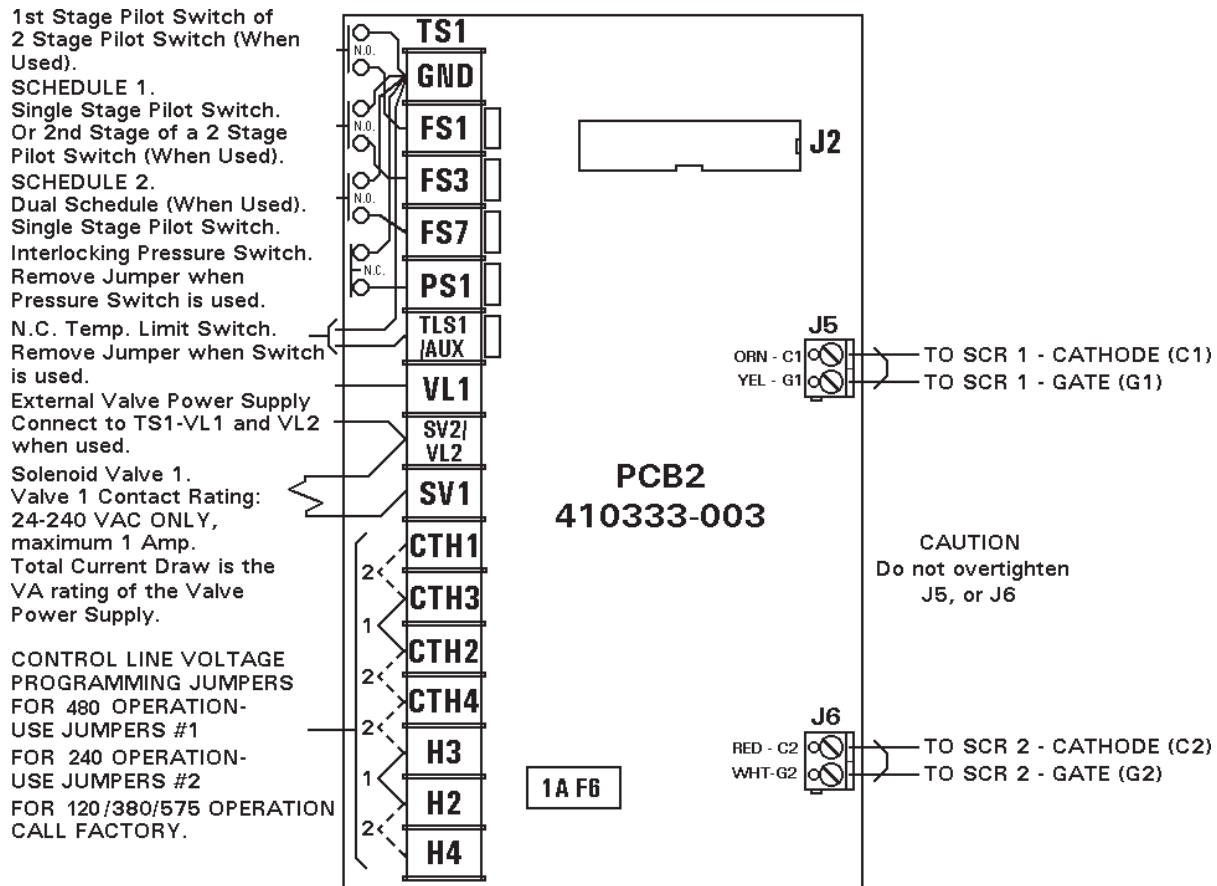 1st Stage Pilot Switch of
2 Stage Pilot Switch (When
Used).
SCHEDULE 1.
Single Stage Pilot Switch.
Or 2nd Stage of a 2 Stage
Pilot Switch (When Used).
SCHEDULE 2.
Dual Schedule (When Used).
Single Stage Pilot Switch.
Interlocking Pressure Switch.
Remove Jumper when
Pressure Switch is used.
N.C. Temp. Limit Switch.
Remove Jumper when Switch
is used.
External Valve Power Supply
Connect to TS1-VL1 and VL2
when used.
Solenoid Valve 1.
Valve 1 Contact Rating:
24-240 VAC ONLY,
maximum 1 Amp.
Total Current Draw is the
VA rating of the Valve
Power Supply.
CONTROL LINE VOLTAGE
PROGRAMMING JUMPERS
FOR 480 OPERATION-
USE JUMPERS #1
FOR 240 OPERATION-
USE JUMPERS #2
FOR 120/380/575 OPERATION
CALL FACTORY.
N.O.
N.O.
N.O.
N.C.
2
1
2
2
1
2
TS1
GND
FS1
FS3
FS7
PS1
TLS1
/AUX
VL1
SV2/
VL2
SV1
CTH1
CTH3
CTH2
CTH4
H3
H2
H4
J2
PCB2
410333-003
1A F6
J5
ORN - C1
YEL - G1
TO SCR 1 - CATHODE (C1)
TO SCR 1 - GATE (G1)
CAUTION
Do not overtighten
J5, or J6
J6
RED - C2
WHT-G2
TO SCR 2 - CATHODE (C2)
TO SCR 2 - GATE (G2)